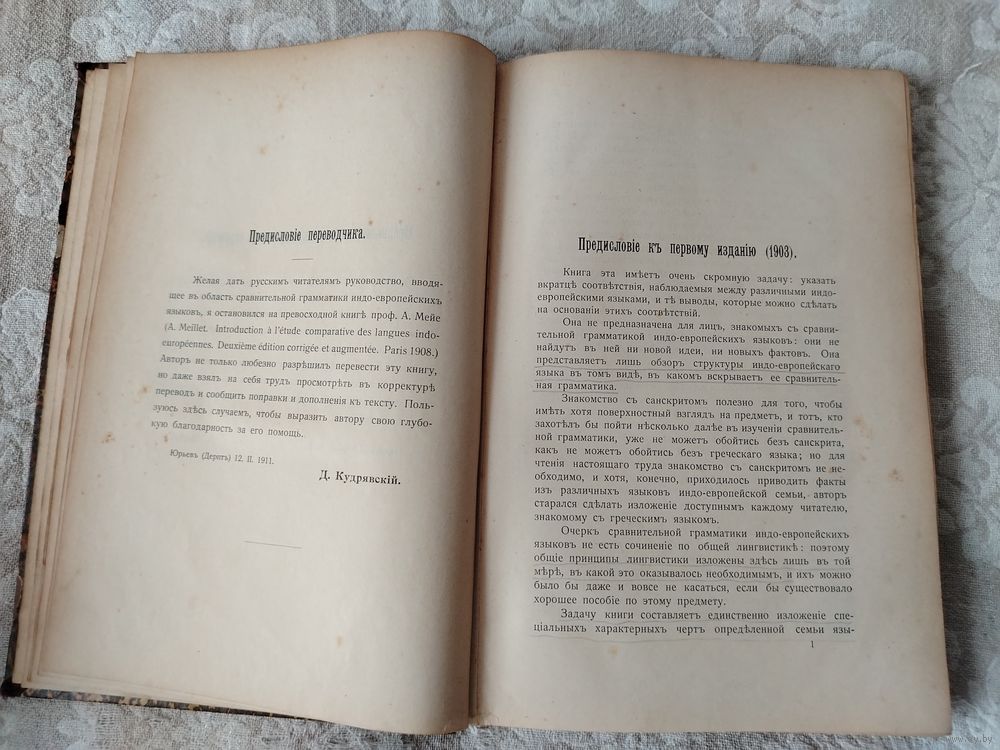 Предисловіе переводчика.
Желая дать русскимъ читателямъ руководство, вводя-
щее въ область сравнительной грамматики индо-европейскихъ
языковъ, я остановился на превосходной книгѣ проф. А. Мейе
(A. Meillet. Introduction à l'étude comparative des langues indo-
européennes. Deuxième édition corrigée et augmentée. Paris 1908.)
Авторъ не только любезно разрѣшилъ перевести эту книгу,
но даже взялъ на себя трудъ просмотрѣть въ корректурѣ
переводъ и сообщить поправки и дополненія къ тексту. Поль-
зуюсь здѣсь случаемъ, чтобы выразить автору свою глубо-
кую благодарность за его помощь.
Юрьевъ (Дерптъ) 12. II. 1911.
Д. Кудрявскій.
Предисловіе къ первому изданію (1903).
Книга эта имѣетъ очень скромную задачу: указать
вкратцѣ соотвѣтствія, наблюдаемыя между различными индо-
европейскими языками, и тѣ выводы, которые можно сдѣлать
на основаніи этихъ соотвѣтствій.
Она не предназначена для лицъ, знакомыхъ съ сравни-
тельной грамматикой индо-европейскихъ языковъ: они не
найдутъ въ ней ни новой идеи, ни новыхъ фактовъ. Она
представляетъ лишь обзоръ структуры индо-европейскаго
языка въ томъ видѣ, въ какомъ вскрываетъ ее сравнитель-
ная грамматика.
Знакомство съ санскритомъ полезно для того, чтобы
имѣть хотя поверхностный взглядъ на предметъ, и тотъ, кто
захотѣлъ бы пойти нѣсколько далѣе въ изученіи сравнитель-
ной грамматики, уже не можетъ обойтись безъ санскрита,
какъ не можетъ обойтись безъ греческаго языка; но для
чтенія настоящаго труда знакомство съ санскритомъ не не-
обходимо, и хотя, конечно, приходилось приводить факты
изъ различныхъ языковъ индо-европейской семьи, авторъ
старался сдѣлать изложеніе доступнымъ каждому читателю,
знакомому съ греческимъ языкомъ.
Очеркъ сравнительной грамматики индо-европейскихъ
языковъ не есть сочиненіе по общей лингвистикѣ: поэтому
общіе принципы лингвистики изложены здѣсь лишь въ той
мѣрѣ, въ какой это оказывалось необходимымъ, и ихъ можно
было бы даже и вовсе не касаться, если бы существовало
хорошее пособіе по этому предмету.
Задачу книги составляетъ единственно изложеніе спе-
ціальныхъ характерныхъ чертъ опредѣленной семьи язы-
1